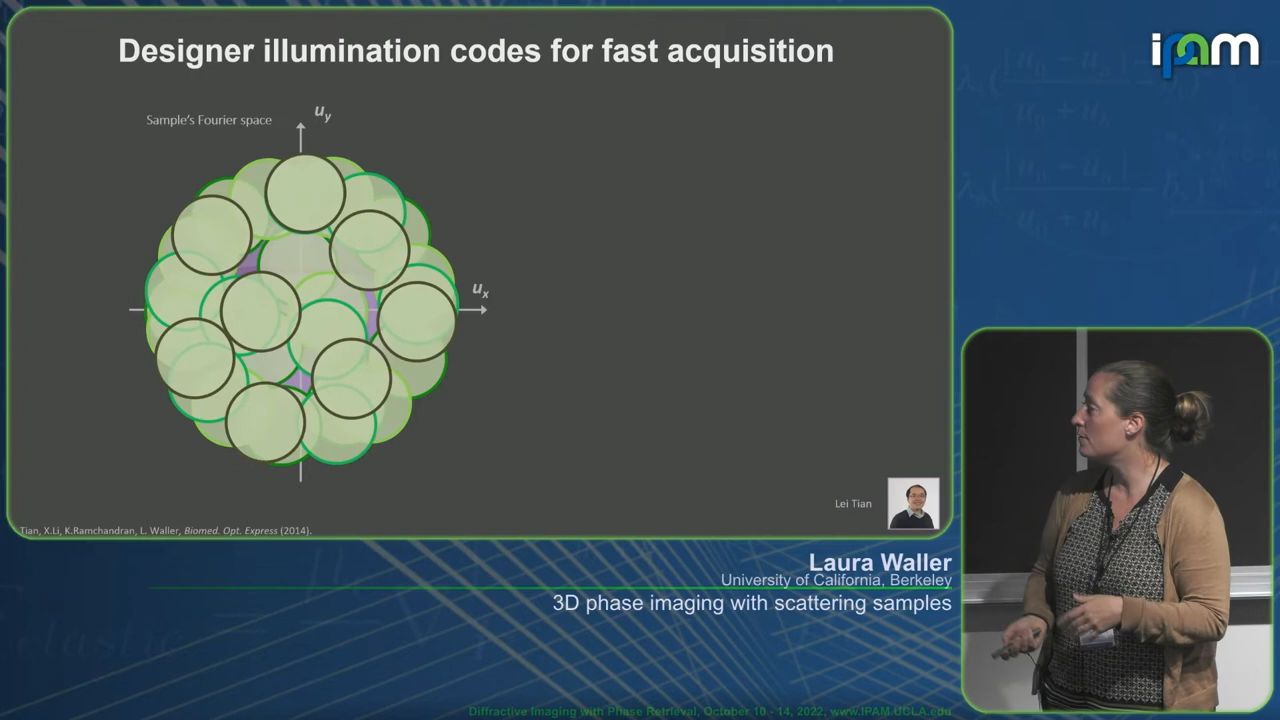 Designer illumination codes for fast acquisition
ipam
Sample's Fourier space
uy
ux
Lei Tian
Tian, X.Li, K.Ramchandran, L. Waller, Biomed. Opt. Express (2014).
Laura Waller
University of California, Berkeley
3D phase imaging with scattering samples
Diffractive Imaging with Phase Retrieval, October 10 - 14, 2022, www.IPAM.UCLA.edu